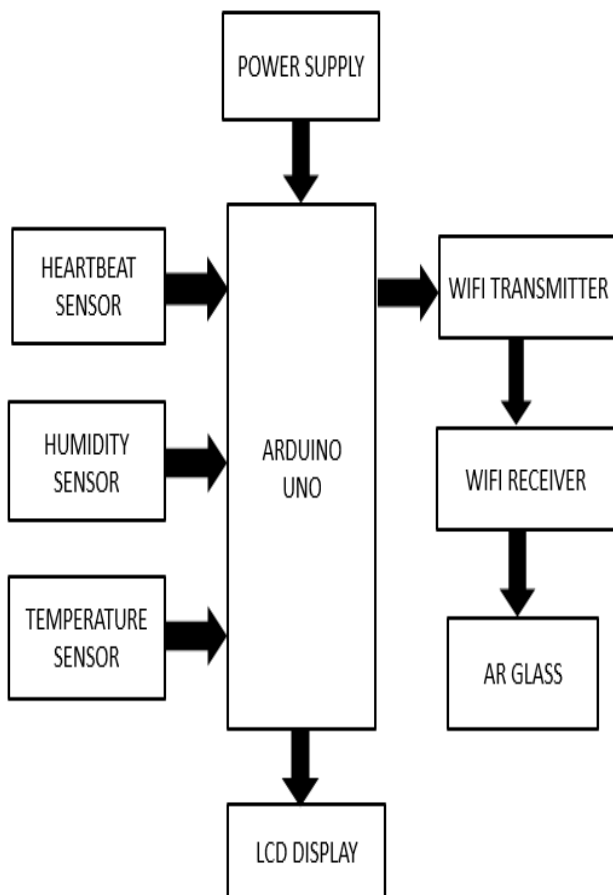 POWER SUPPLY
HEARTBEAT
SENSOR
HUMIDITY
SENSOR
TEMPERATURE
SENSOR
ARDUINO
UNO
WIFI TRANSMITTER
WIFI RECEIVER
AR GLASS
LCD DISPLAY